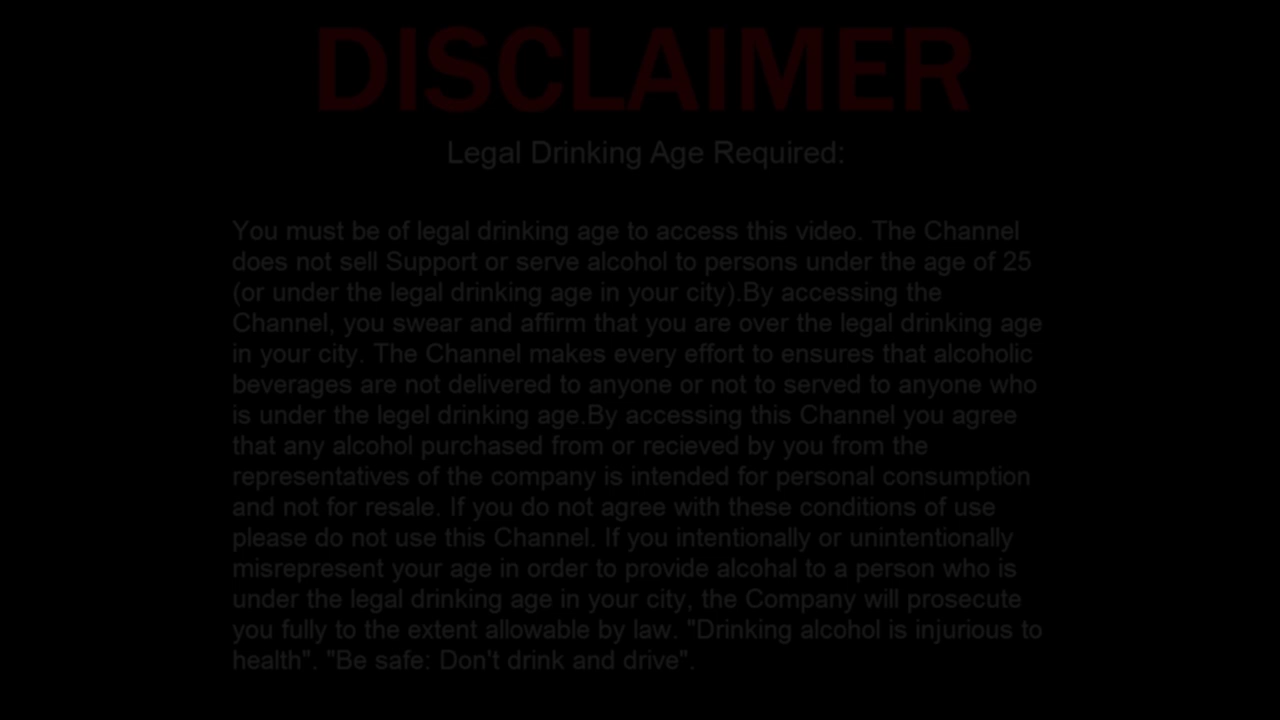 DISCLAIMER
Legal Drinking Age Required:
You must be of legal drinking age to access this video. The Channel
does not sell Support or serve alcohol to persons under the age of 25
(or under the legal drinking age in your city).By accessing the
Channel, you swear and affirm that you are over the legal drinking age
in your city. The Channel makes every effort to ensures that alcoholic
beverages are not delivered to anyone or not to served to anyone who
is under the legel drinking age.By accessing this Channel you agree
that any alcohol purchased from or recieved by you from the
representatives of the company is intended for personal consumption
and not for resale. If you do not agree with these conditions of use
please do not use this Channel. If you intentionally or unintentionally
misrepresent your age in order to provide alcohal to a person who is
under the legal drinking age in your city, the Company will prosecute
you fully to the extent allowable by law. "Drinking alcohol is injurious to
health". "Be safe: Don't drink and drive".